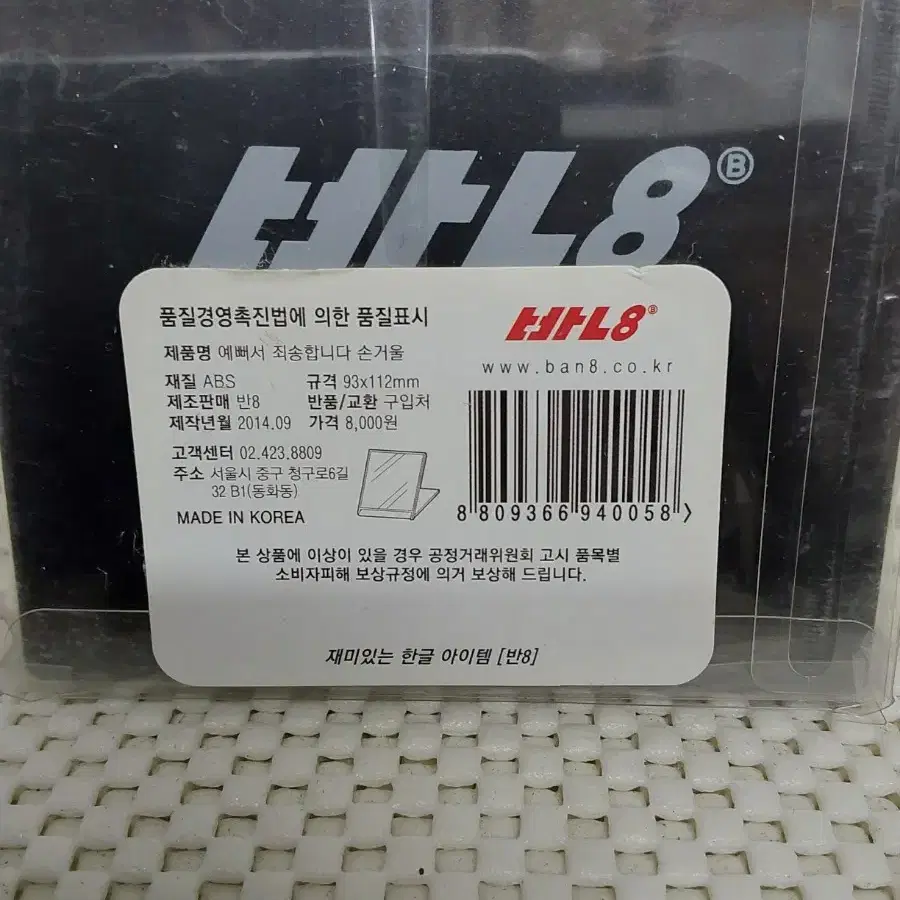 반8®
품질경영촉진법에 의한 품질표시
반8®
제품명 예뻐서 죄송합니다 손거울
www.ban8.co.kr
재질 ABS 규격 93x112mm
제조판매 반8 반품/교환 구입처
제작년월 2014.09 가격 8,000원
고객센터 02.423.8809
주소 서울시 중구 청구로6길
32 B1(동화동)
MADE IN KOREA
8 809366 940058 >
본 상품에 이상이 있을 경우 공정거래위원회 고시 품목별
소비자피해 보상규정에 의거 보상해 드립니다.
재미있는 한글 아이템 [반8]